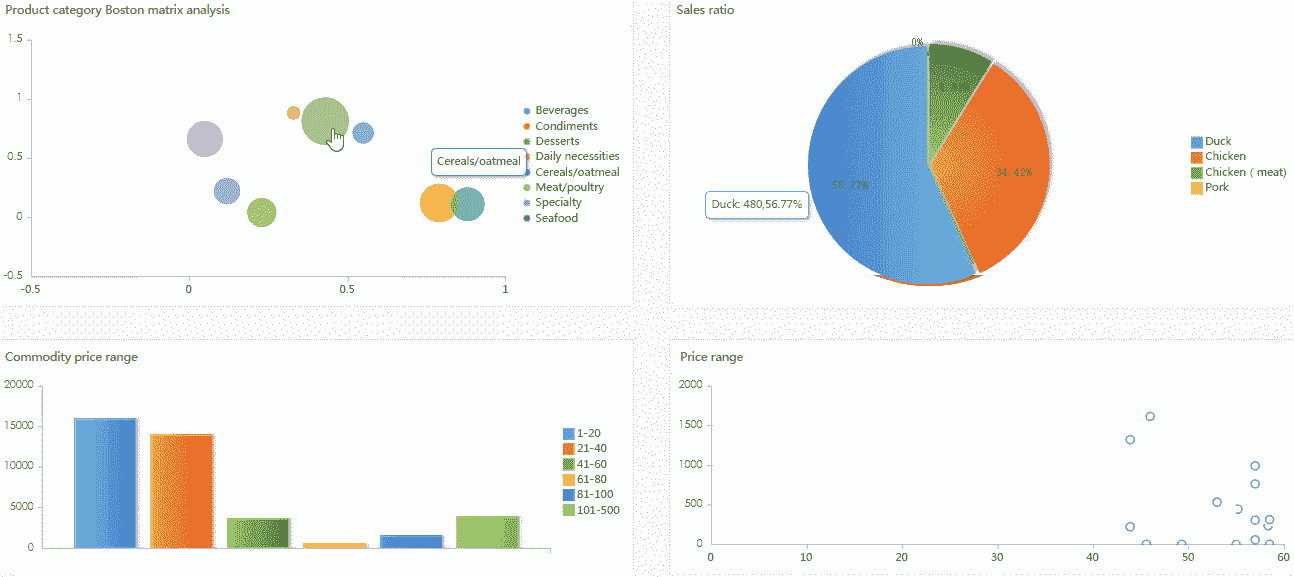 Product category Boston matrix analysis
1.5
1
0.5
0
-0.5
-0.5
0
0.5
1
Cereals/oatmeal
Beverages
Condiments
Desserts
Daily necessities
Cereals/oatmeal
Meat/poultry
Specialty
Seafood
Sales ratio
0%
34.42%
56.77%
Duck: 480,56.77%
Duck
Chicken
Chicken ( meat)
Pork
Commodity price range
20000
15000
10000
5000
0
1-20
21-40
41-60
61-80
81-100
101-500
Price range
2000
1500
1000
500
0
0
10
20
30
40
50
60